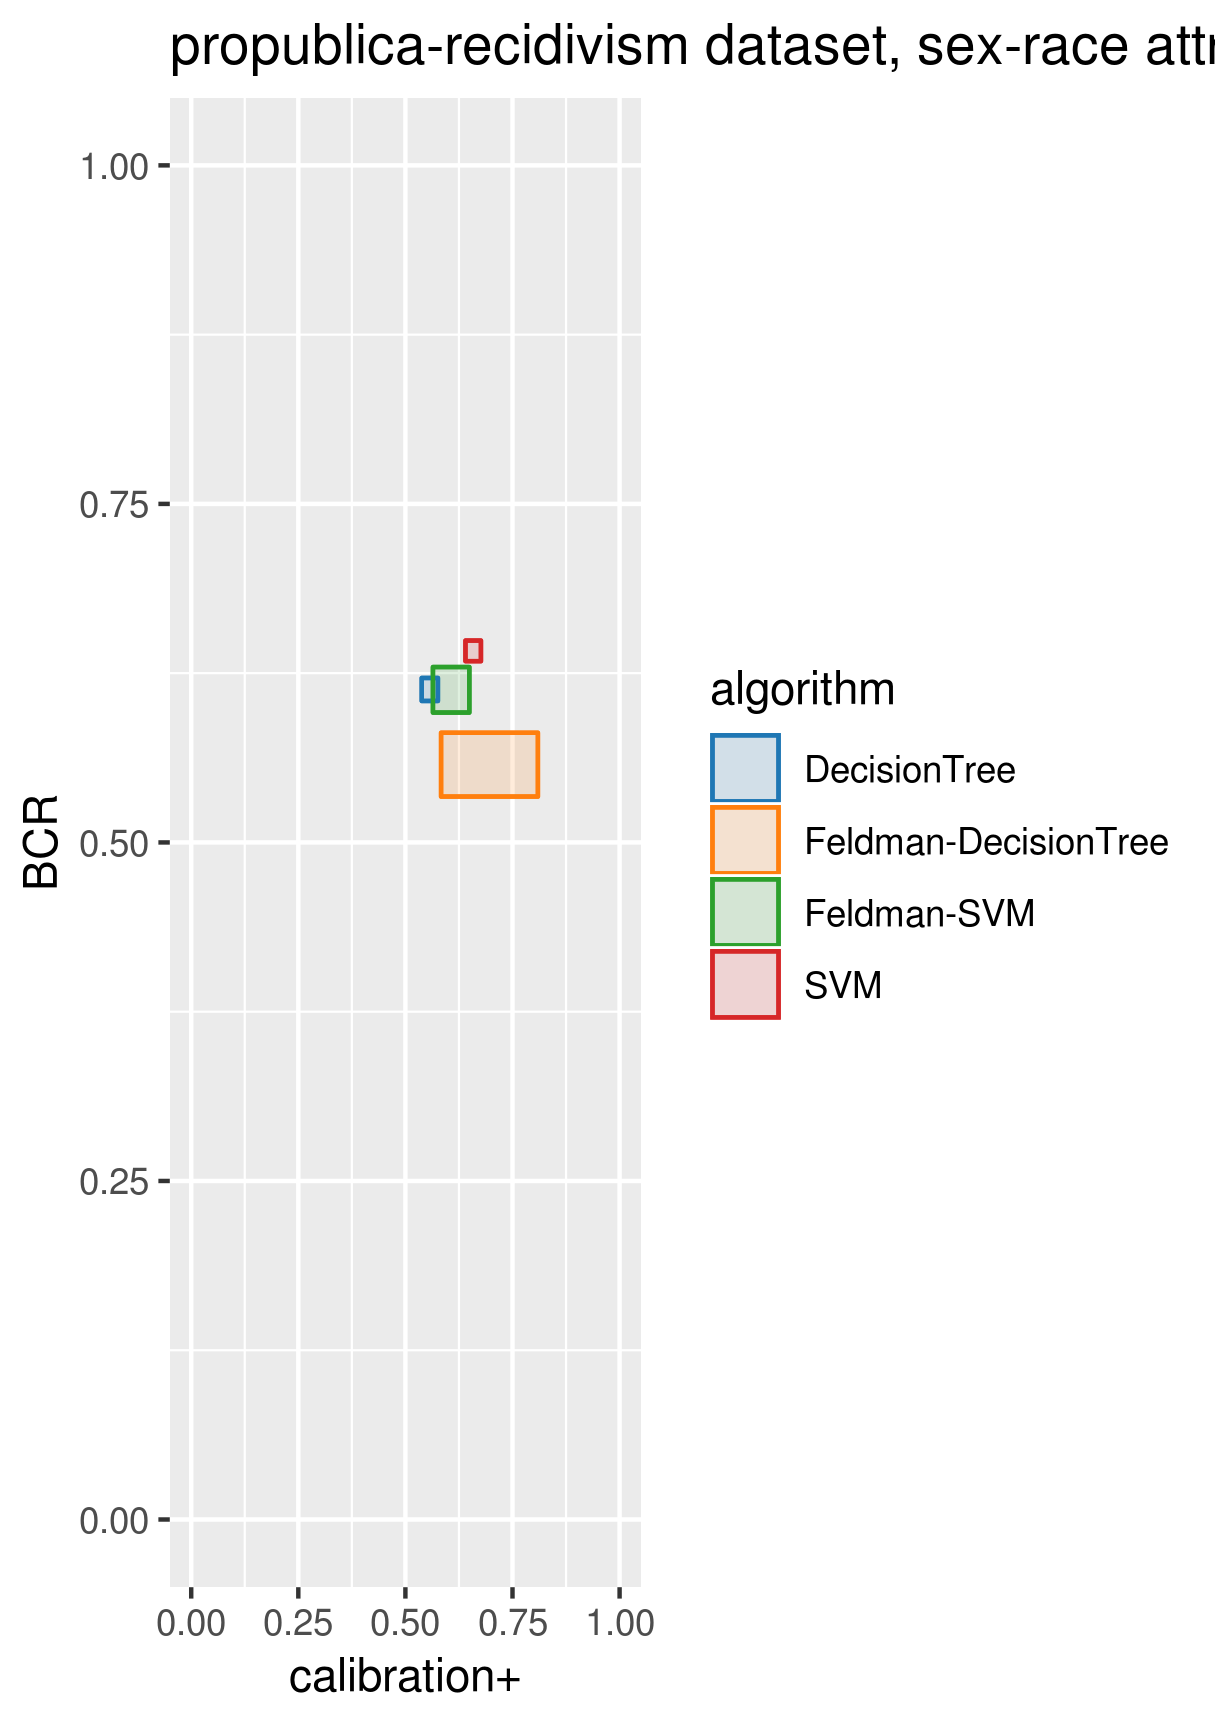 propublica-recidivism dataset, sex-race
1.00
0.75
0.50
0.25
0.00
BCR
0.00 0.25 0.50 0.75 1.00
calibration+
algorithm
DecisionTree
Feldman-DecisionTree
Feldman-SVM
SVM